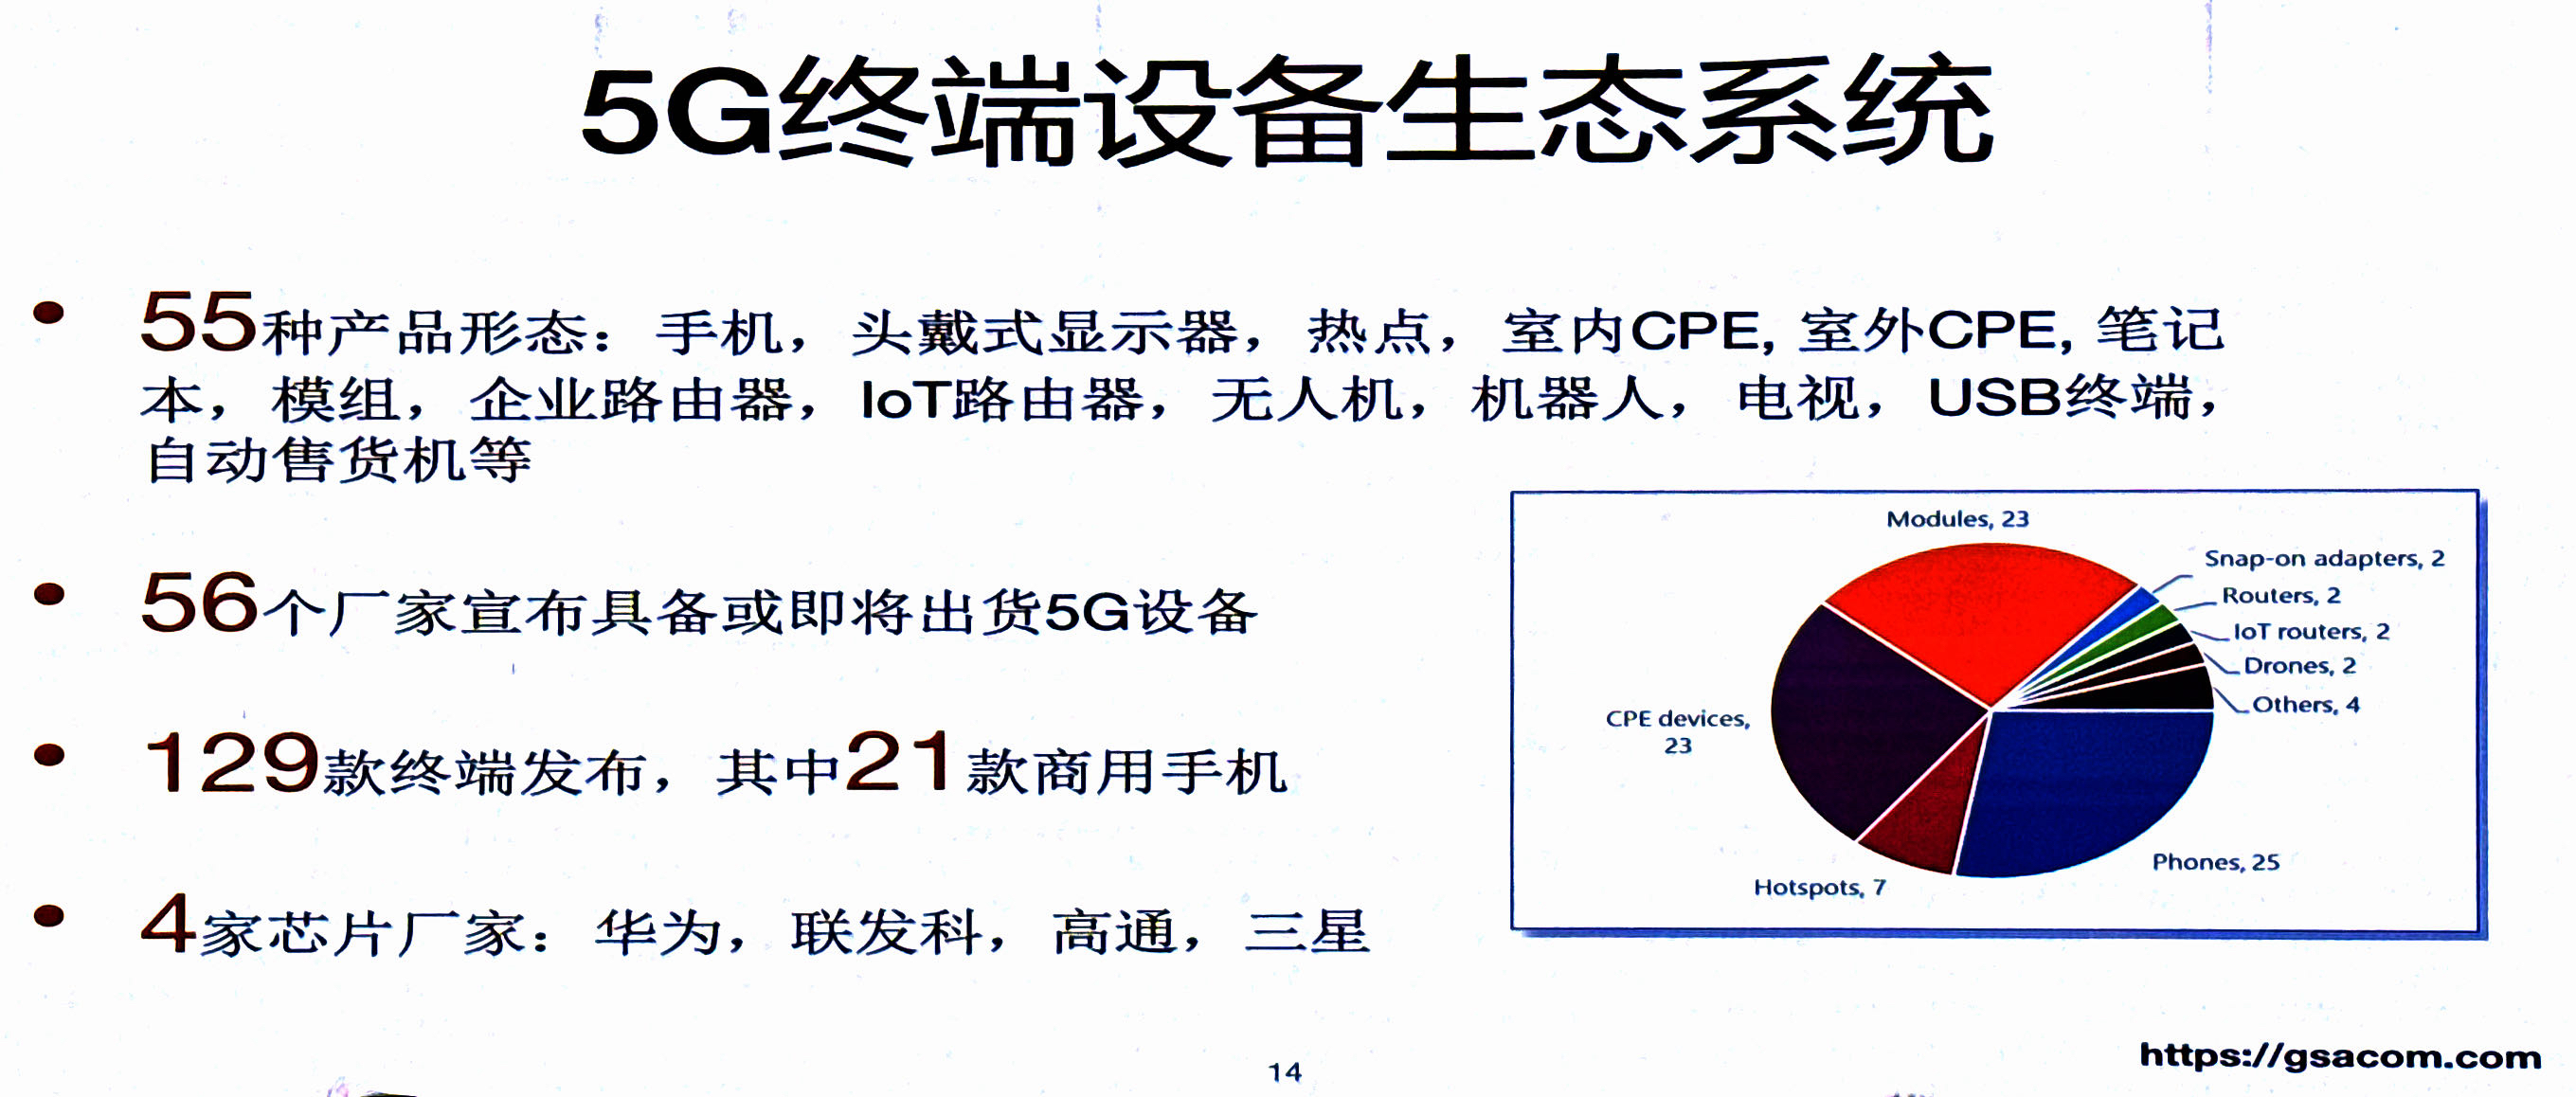 5G终端设备生态系统
• 55种产品形态：手机，头戴式显示器，热点，室内CPE, 室外CPE, 笔记
本，模组，企业路由器，IoT路由器，无人机，机器人，电视，USB终端，
自动售货机等
• 56个厂家宣布具备或即将出货5G设备
• 129款终端发布，其中21款商用手机
• 4家芯片厂家：华为，联发科，高通，三星
Modules, 23
Snap-on adapters, 2
Routers, 2
IoT routers, 2
Drones, 2
Others, 4
CPE devices,
23
Phones, 25
Hotspots, 7
14
https://gsacom.com